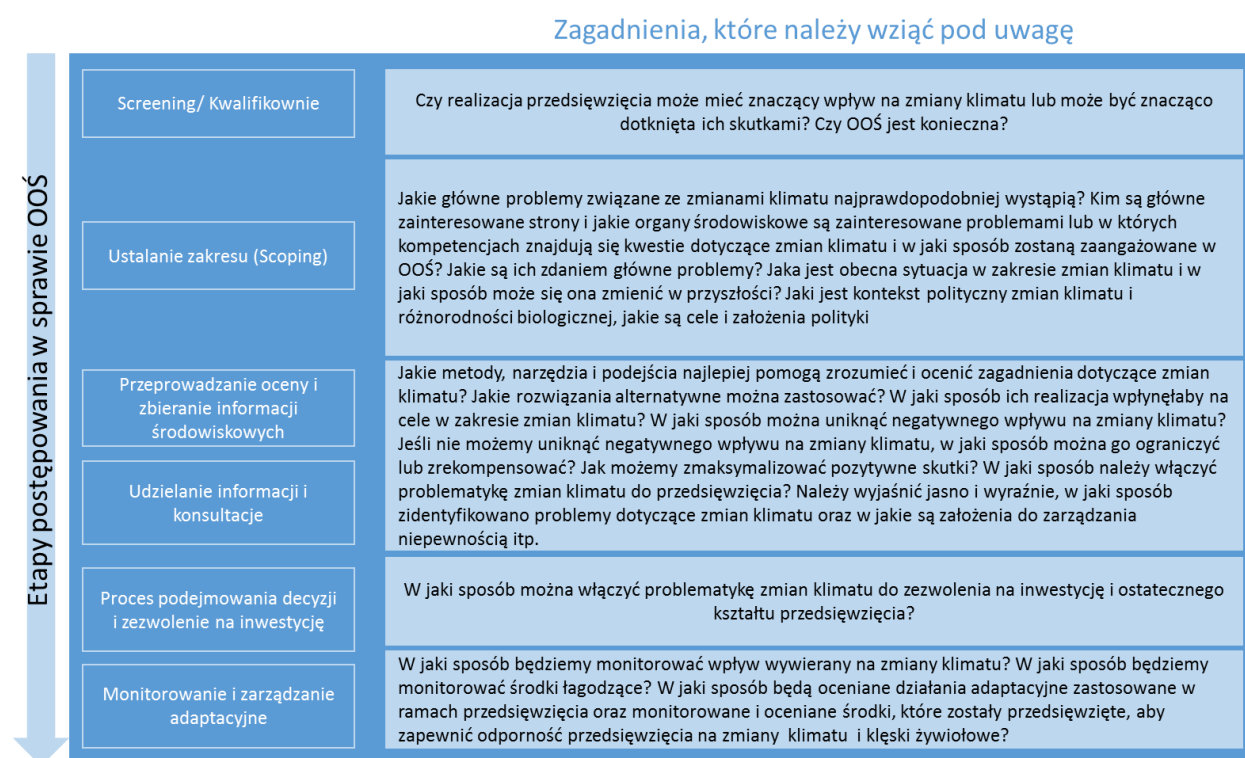 Zagadnienia, które należy wziąć pod uwagę
Etapy postępowania w sprawie OOŚ
Screening/ Kwalifikownie
Czy realizacja przedsięwzięcia może mieć znaczący wpływ na zmiany klimatu lub może być znacząco
dotknięta ich skutkami? Czy OOŚ jest konieczna?
Ustalanie zakresu (Scoping)
Jakie główne problemy związane ze zmianami klimatu najprawdopodobniej wystąpią? Kim są główne
zainteresowane strony i jakie organy środowiskowe są zainteresowane problemami lub w których
kompetencjach znajdują się kwestie dotyczące zmian klimatu i w jaki sposób zostaną zaangażowane w
OOŚ? Jakie są ich zdaniem główne problemy? Jaka jest obecna sytuacja w zakresie zmian klimatu i w
jaki sposób może się ona zmienić w przyszłości? Jaki jest kontekst polityczny zmian klimatu i
różnorodności biologicznej, jakie są cele i założenia polityki
Przeprowadzanie oceny i
zbieranie informacji
środowiskowych
Udzielanie informacji i
konsultacje
Jakie metody, narzędzia i podejścia najlepiej pomogą zrozumieć i ocenić zagadnienia dotyczące zmian
klimatu? Jakie rozwiązania alternatywne można zastosować? W jaki sposób ich realizacja wpłynęłaby na
cele w zakresie zmian klimatu? W jaki sposób można uniknąć negatywnego wpływu na zmiany klimatu?
Jeśli nie możemy uniknąć negatywnego wpływu na zmiany klimatu, w jaki sposób można go ograniczyć
lub zrekompensować? Jak możemy zmaksymalizować pozytywne skutki? W jaki sposób należy włączyć
problematykę zmian klimatu do przedsięwzięcia? Należy wyjaśnić jasno i wyraźnie, w jaki sposób
zidentyfikowano problemy dotyczące zmian klimatu oraz w jakie są założenia do zarządzania
niepewnością itp.
Proces podejmowania decyzji
i zezwolenie na inwestycję
W jaki sposób można włączyć problematykę zmian klimatu do zezwolenia na inwestycję i ostatecznego
kształtu przedsięwzięcia?
Monitorowanie i zarządzanie
adaptacyjne
W jaki sposób będziemy monitorować wpływ wywierany na zmiany klimatu? W jaki sposób będziemy
monitorować środki łagodzące? W jaki sposób będą oceniane działania adaptacyjne zastosowane w
ramach przedsięwzięcia oraz monitorowane i oceniane środki, które zostały przedsięwzięte, aby
zapewnić odporność przedsięwzięcia na zmiany klimatu i klęski żywiołowe?